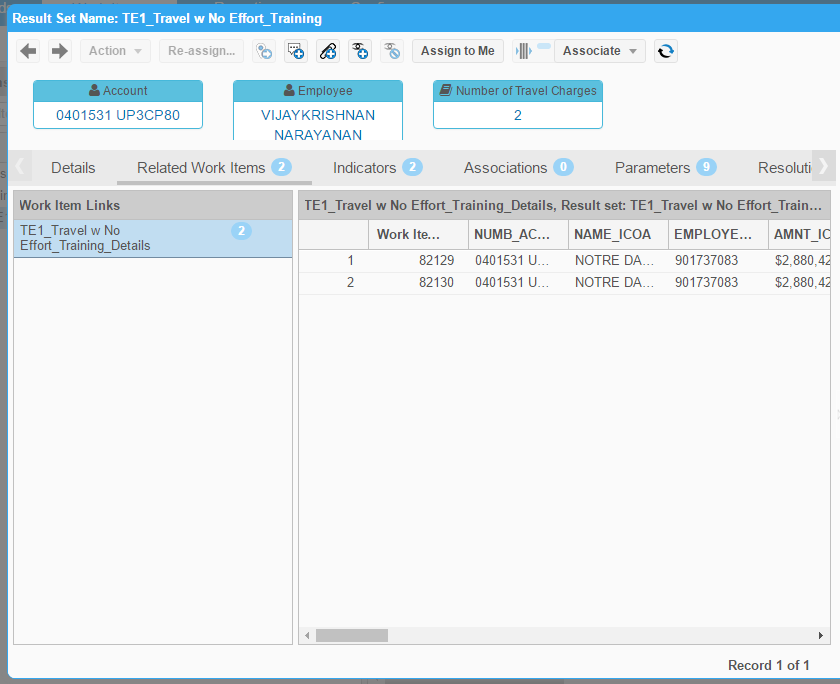 Result Set Name: TE1_Travel w No Effort_Training
Action Re-assign... Assign to Me Associate
Account Employee Number of Travel Charges
0401531 UP3CP80 VIJAYKRISHNAN NARAYANAN 2
Details Related Work Items 2 Indicators 2 Associations 0 Parameters 9 Resoluti
Work Item Links
TE1_Travel w No
Effort_Training_Details
2
TE1_Travel w No Effort_Training_Details, Result set: TE1_Travel w No Effort_Train...
Work Ite... NUMB_AC... NAME_ICOA EMPLOYE... AMNT_IC
1 82129 0401531 U... NOTRE DA... 901737083 $2,880,42
2 82130 0401531 U... NOTRE DA... 901737083 $2,880,42
Record 1 of 1